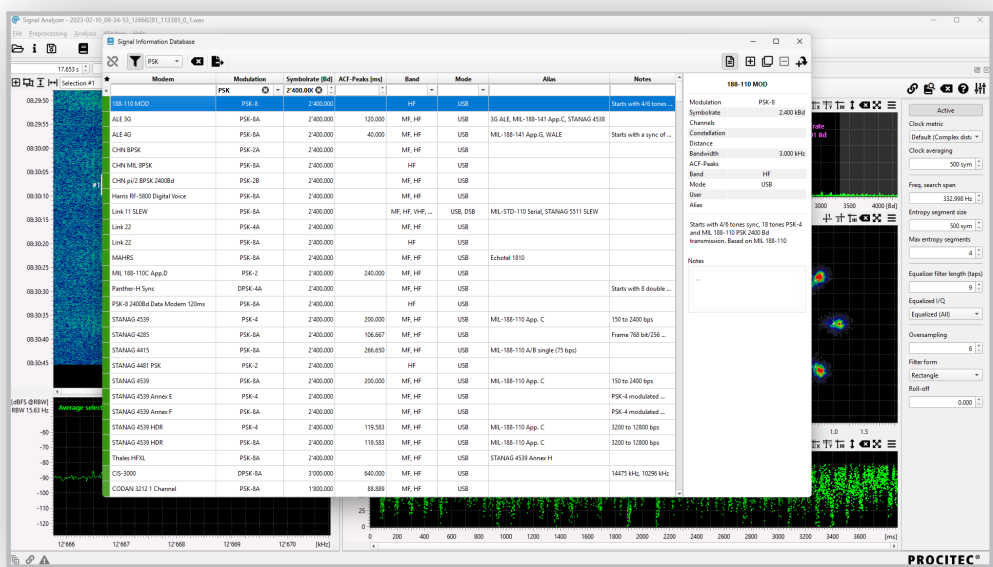 Signal Analyzer - 2023-02-10_08-34-53_12668281_113385_0_1.wav
File Preprocessing Analysis Window Help
17.653 s
Selection #1
08:29:50
08:29:55
08:30:00
08:30:05
08:30:10
08:30:15
08:30:20
08:30:25
08:30:30
08:30:35
08:30:40
08:30:45
#1
[dBFS @RBW]
RBW 15.63 Hz
Average selec
-60
-70
-80
-90
-100
-110
-120
12'666 12'667 12'668 12'669 12'670 [kHz]
Signal Information Database
PSK
Modem Modulation Symbolrate [Bd] ACF-Peaks [ms] Band Mode Alias Notes
PSK 2'400.00(
188-110 MOD PSK-8 2'400.000 HF USB Starts with 4/6 tones ...
ALE 3G PSK-8A 2'400.000 120.000 MF, HF USB 3G ALE, MIL-188-141 App.C, STANAG 4538
ALE 4G PSK-8A 2'400.000 40.000 MF, HF USB MIL-188-141 App.G, WALE Starts with a sync of ...
CHN 8PSK PSK-2A 2'400.000 MF, HF USB
CHN MIL 8PSK PSK-8A 2'400.000 HF USB
CHN pi/2 BPSK 2400Bd PSK-2B 2'400.000 MF, HF USB
Harris RF-5800 Digital Voice PSK-8A 2'400.000 MF, HF USB
Link 11 SLEW PSK-8A 2'400.000 MF, HF, VHF, ... USB, DSB MIL-STD-110 Serial, STANAG 5511 SLEW
Link 22 PSK-4A 2'400.000 MF, HF USB
Link 22 PSK-8A 2'400.000 HF USB
MAHRS PSK-8A 2'400.000 MF, HF USB Echotel 1810
MIL 188-110C App.D PSK-2 2'400.000 240.000 MF, HF USB
Panther-H Sync DPSK-4A 2'400.000 MF, HF USB Starts with 8 double ...
PSK-8 2400Bd Data Modem 120ms PSK-8A 2'400.000 HF USB
STANAG 4539 PSK-4 2'400.000 200.000 MF, HF USB MIL-188-110 App. C 150 to 2400 bps
STANAG 4285 PSK-8A 2'400.000 106.667 MF, HF USB Frame 768 bit/256 ...
STANAG 4415 PSK-8A 2'400.000 266.650 MF, HF USB MIL-188-110 A/B single (75 bps)
STANAG 4481 PSK PSK-2 2'400.000 HF USB
STANAG 4539 PSK-8A 2'400.000 200.000 MF, HF USB MIL-188-110 App. C 150 to 2400 bps
STANAG 4539 Annex E PSK-4 2'400.000 MF, HF USB PSK-4 modulated ...
STANAG 4539 Annex F PSK-8A 2'400.000 MF, HF USB PSK-4 modulated ...
STANAG 4539 HDR PSK-4 2'400.000 119.583 MF, HF USB MIL-188-110 App. C 3200 to 12800 bps
STANAG 4539 HDR PSK-8A 2'400.000 119.583 MF, HF USB MIL-188-110 App. C 3200 to 12800 bps
Thales HFXL PSK-8A 2'400.000 MF, HF USB STANAG 4539 Annex H
CIS-3000 DPSK-8A 3'000.000 640.000 MF, HF USB 14475 kHz, 10296 kHz
CODAN 3212 1 Channel PSK-8A 1'800.000 88.889 MF, HF USB
188-110 MOD
Modulation PSK-8
Symbolrate 2.400 kBd
Channels
Constellation
Distance
Bandwidth 3.000 kHz
ACF-Peaks
Band HF
Mode USB
User
Alias
Starts with 4/6 tones sync, 18 tones PSK-4
and MIL 188-110 PSK 2400 Bd
transmission. Based on MIL 188-110
Notes
...
rate
91 Bd
3000 3500 4000 [Bd]
1.0 1.5
25
0
0 200 400 600 800 1000 1200 1400 1600 1800 2000 2200 2400 2600 2800 3000 3200 3400 3600 [ms]
Active
Clock metric
Default (Complex dista
Clock averaging
500 sym
Freq. search span
332.998 Hz
Entropy segment size
500 sym
Max entropy segments
4
Equalizer filter length (taps)
9
Equalized I/Q
Equalized (All)
Oversampling
6
Filter form
Rectangle
Roll-off
0.000
PROCITEC®